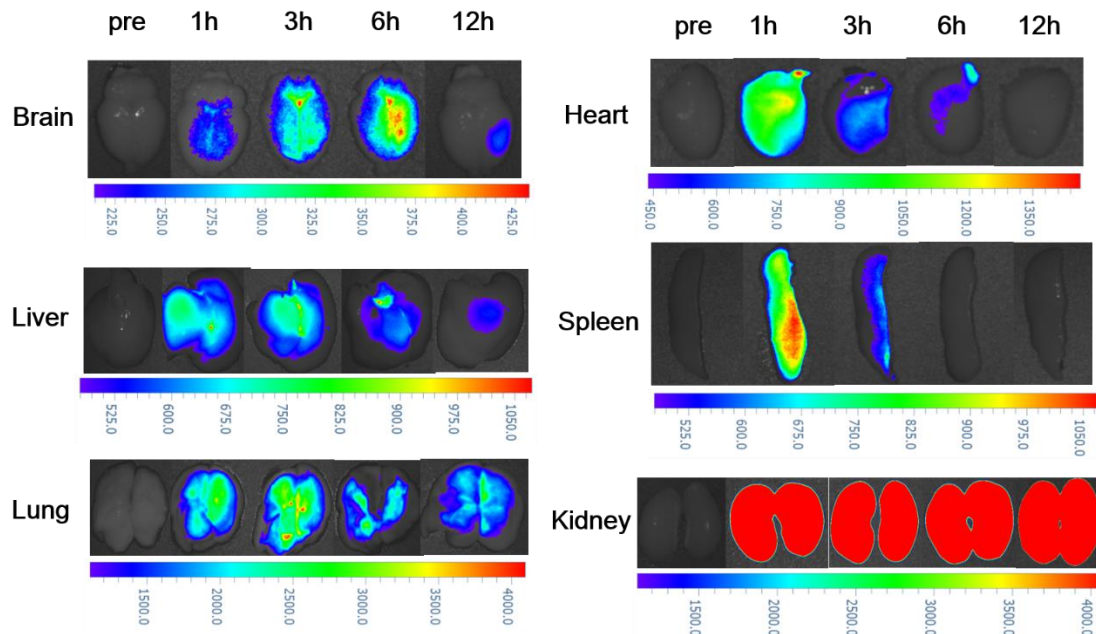 pre 1h 3h 6h 12h
Brain
225.0 250.0 275.0 300.0 325.0 350.0 375.0 400.0 425.0
Liver
525.0 600.0 675.0 750.0 825.0 900.0 975.0 1050.0
Lung
1500.0 2000.0 2500.0 3000.0 3500.0 4000.0
pre 1h 3h 6h 12h
Heart
450.0 600.0 750.0 900.0 1050.0 1200.0 1350.0
Spleen
525.0 600.0 675.0 750.0 825.0 900.0 975.0 1050.0
Kidney
1500.0 2000.0 2500.0 3000.0 3500.0 4000.0